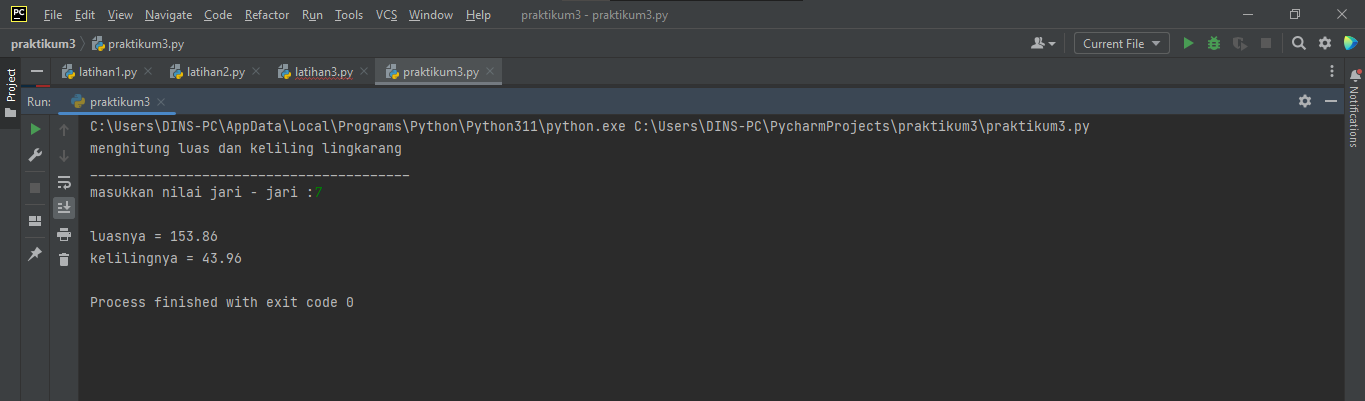 PC File Edit View Navigate Code Refactor Run Tools VCS Window Help praktikum3 - praktikum3.py
praktikum3 praktikum3.py Current File
latihan1.py latihan2.py latihan3.py praktikum3.py
Project
Notifications
Run: praktikum3
C:\Users\DINS-PC\AppData\Local\Programs\Python\Python311\python.exe C:\Users\DINS-PC\PycharmProjects\praktikum3\praktikum3.py
menghitung luas dan keliling lingkarang
________________________________________
masukkan nilai jari - jari :7
luasnya = 153.86
kelilingnya = 43.96
Process finished with exit code 0